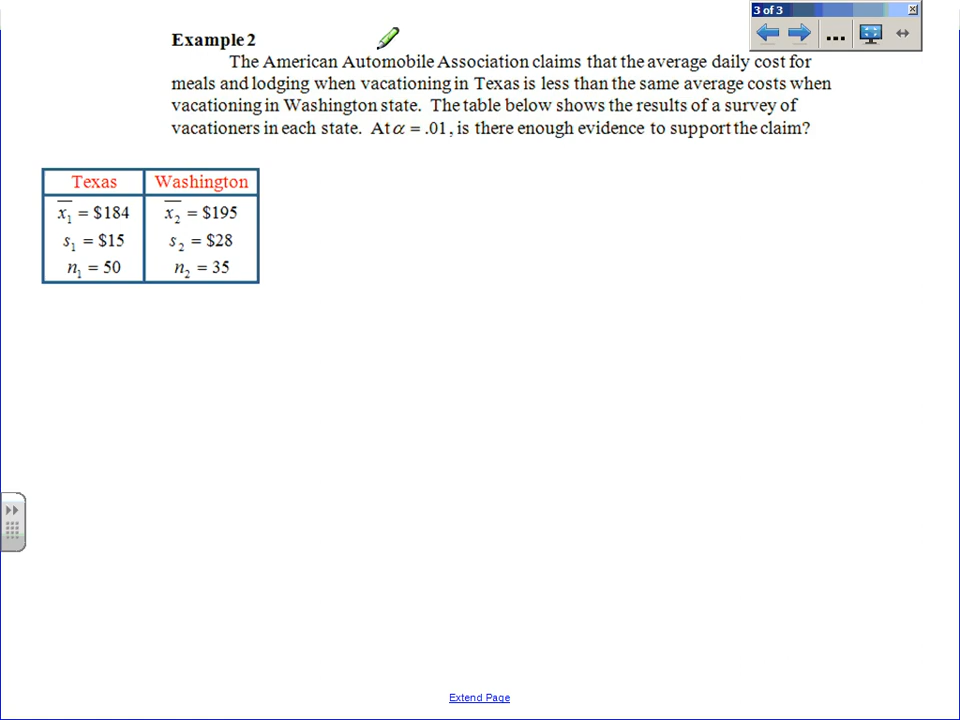 3 of 3
Example 2
The American Automobile Association claims that the average daily cost for
meals and lodging when vacationing in Texas is less than the same average costs when
vacationing in Washington state. The table below shows the results of a survey of
vacationers in each state. At α = .01, is there enough evidence to support the claim?
Texas Washington
x̅₁ = $184 x̅₂ = $195
s₁ = $15 s₂ = $28
n₁ = 50 n₂ = 35
Extend Page